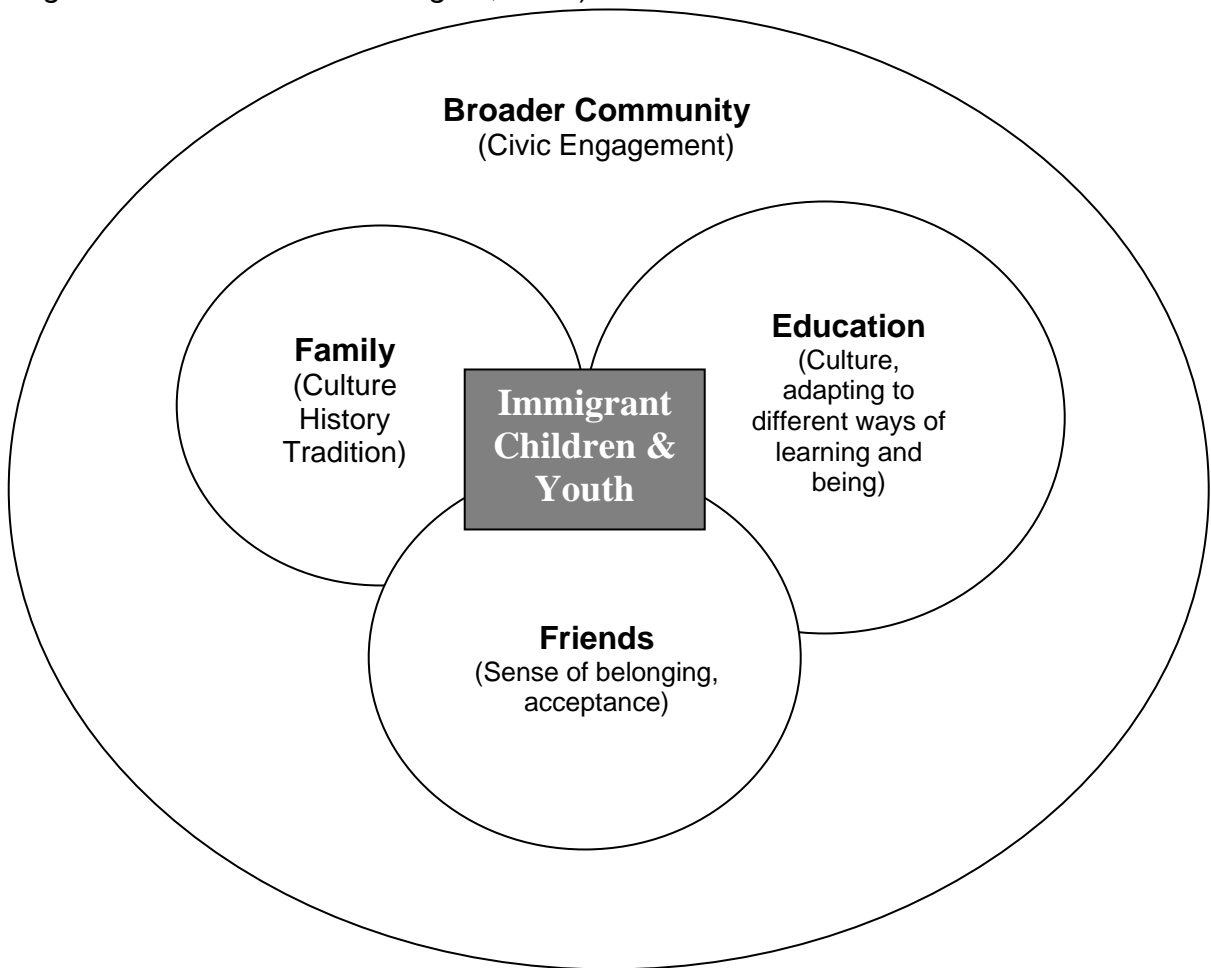 Broader Community
(Civic Engagement)
Family
(Culture
History
Tradition)
Education
(Culture,
adapting to
different ways of
learning and
being)
Immigrant
Children &
Youth
Friends
(Sense of belonging,
acceptance)